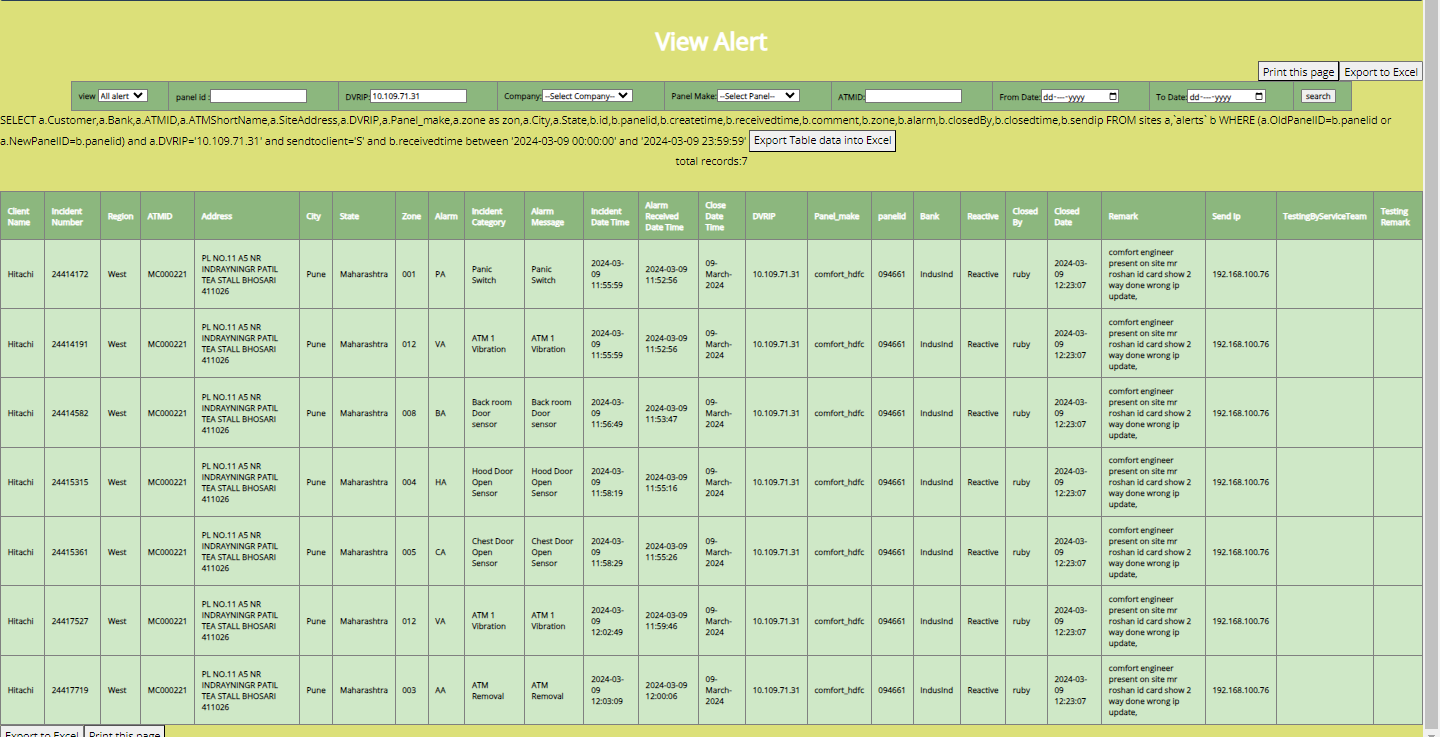 View Alert
Print this page Export to Excel
view All alert panel id : DVRIP: 10.109.71.31 Company: --Select Company-- Panel Make: --Select Panel-- ATMID: From Date: dd-----yyyy To Date: dd-----yyyy search
SELECT a.Customer,a.Bank,a.ATMID,a.ATMShortName,a.SiteAddress,a.DVRIP,a.Panel_make,a.zone as zon,a.City,a.State,b.id,b.panelid,b.createtime,b.receivedtime,b.comment,b.zone,b.alarm,b.closedBy,b.closedtime,b.sendip FROM sites a,`alerts` b WHERE (a.OldPanelID=b.panelid or
a.NewPanelID=b.panelid) and a.DVRIP='10.109.71.31' and sendtoclient='S' and b.receivedtime between '2024-03-09 00:00:00' and '2024-03-09 23:59:59' Export Table data into Excel
total records:7
Client Name Incident Number Region ATMID Address City State Zone Alarm Incident Category Alarm Message Incident Date Time Alarm Received Date Time Close Date Time DVRIP Panel_make panelid Bank Reactive Closed By Closed Date Remark Send Ip TestingByServiceTeam Testing Remark
Hitachi 24414172 West MC000221 PL NO.11 A5 NR INDRAYNINGR PATIL TEA STALL BHOSARI 411026 Pune Maharashtra 001 PA Panic Switch Panic Switch 2024-03-09 11:55:59 2024-03-09 11:52:56 09-March-2024 10.109.71.31 comfort_hdfc 094661 IndusInd Reactive ruby 2024-03-09 12:23:07 comfort engineer present on site mr roshan id card show 2 way done wrong ip update, 192.168.100.76
Hitachi 24414191 West MC000221 PL NO.11 A5 NR INDRAYNINGR PATIL TEA STALL BHOSARI 411026 Pune Maharashtra 012 VA ATM 1 Vibration ATM 1 Vibration 2024-03-09 11:55:59 2024-03-09 11:52:56 09-March-2024 10.109.71.31 comfort_hdfc 094661 IndusInd Reactive ruby 2024-03-09 12:23:07 comfort engineer present on site mr roshan id card show 2 way done wrong ip update, 192.168.100.76
Hitachi 24414582 West MC000221 PL NO.11 A5 NR INDRAYNINGR PATIL TEA STALL BHOSARI 411026 Pune Maharashtra 008 BA Back room Door sensor Back room Door sensor 2024-03-09 11:56:49 2024-03-09 11:53:47 09-March-2024 10.109.71.31 comfort_hdfc 094661 IndusInd Reactive ruby 2024-03-09 12:23:07 comfort engineer present on site mr roshan id card show 2 way done wrong ip update, 192.168.100.76
Hitachi 24415315 West MC000221 PL NO.11 A5 NR INDRAYNINGR PATIL TEA STALL BHOSARI 411026 Pune Maharashtra 004 HA Hood Door Open Sensor Hood Door Open Sensor 2024-03-09 11:58:19 2024-03-09 11:55:16 09-March-2024 10.109.71.31 comfort_hdfc 094661 IndusInd Reactive ruby 2024-03-09 12:23:07 comfort engineer present on site mr roshan id card show 2 way done wrong ip update, 192.168.100.76
Hitachi 24415361 West MC000221 PL NO.11 A5 NR INDRAYNINGR PATIL TEA STALL BHOSARI 411026 Pune Maharashtra 005 CA Chest Door Open Sensor Chest Door Open Sensor 2024-03-09 11:58:29 2024-03-09 11:55:26 09-March-2024 10.109.71.31 comfort_hdfc 094661 IndusInd Reactive ruby 2024-03-09 12:23:07 comfort engineer present on site mr roshan id card show 2 way done wrong ip update, 192.168.100.76
Hitachi 24417527 West MC000221 PL NO.11 A5 NR INDRAYNINGR PATIL TEA STALL BHOSARI 411026 Pune Maharashtra 012 VA ATM 1 Vibration ATM 1 Vibration 2024-03-09 12:02:49 2024-03-09 11:59:46 09-March-2024 10.109.71.31 comfort_hdfc 094661 IndusInd Reactive ruby 2024-03-09 12:23:07 comfort engineer present on site mr roshan id card show 2 way done wrong ip update, 192.168.100.76
Hitachi 24417719 West MC000221 PL NO.11 A5 NR INDRAYNINGR PATIL TEA STALL BHOSARI 411026 Pune Maharashtra 003 AA ATM Removal ATM Removal 2024-03-09 12:03:09 2024-03-09 12:00:06 09-March-2024 10.109.71.31 comfort_hdfc 094661 IndusInd Reactive ruby 2024-03-09 12:23:07 comfort engineer present on site mr roshan id card show 2 way done wrong ip update, 192.168.100.76
Export to Excel Print this page